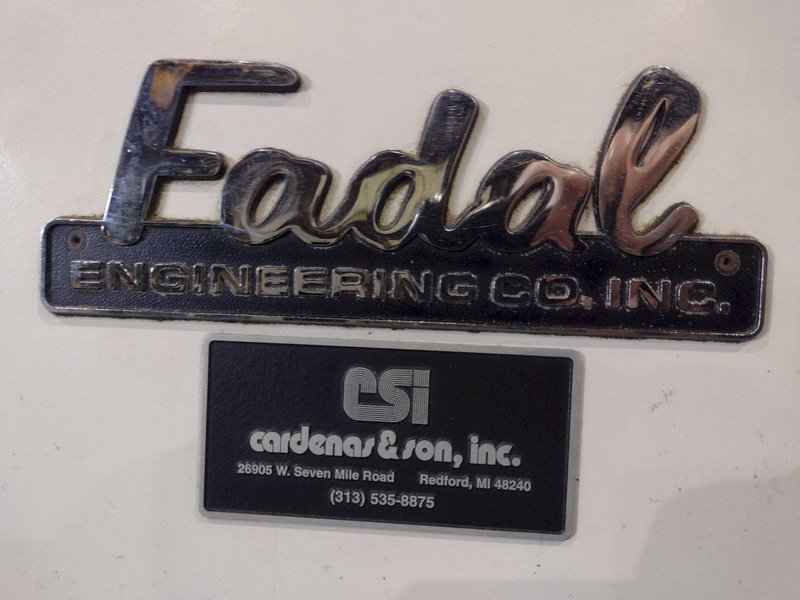 Fadal
ENGINEERING CO. INC.
csi
cardenas & son, inc.
26905 W. Seven Mile Road Redford, MI 48240
(313) 535-8875